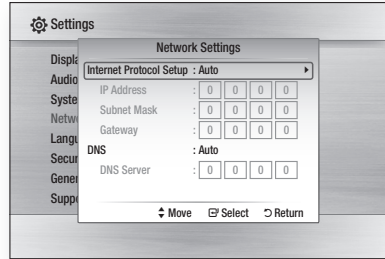 Settings
Network Settings
Internet Protocol Setup : Auto
IP Address : 0 0 0 0
Subnet Mask : 0 0 0 0
Gateway : 0 0 0 0
DNS : Auto
DNS Server : 0 0 0 0
Move Select Return
Displa
Audio
Syste
Netwo
Langu
Secur
Gener
Suppo